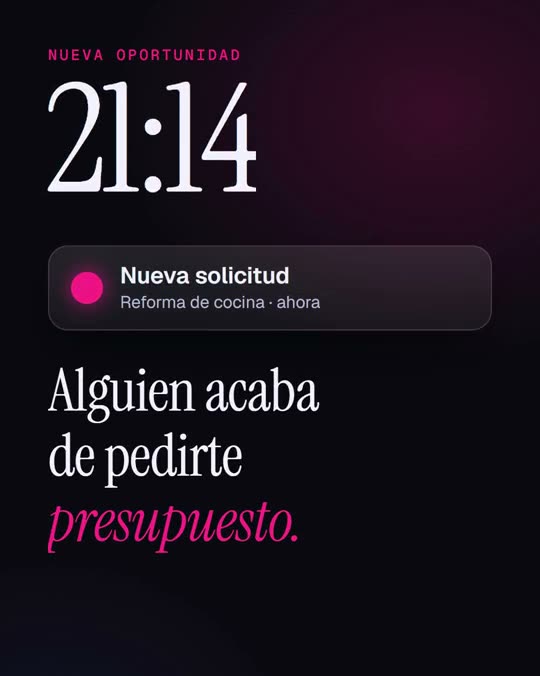 NUEVA OPORTUNIDAD
21:14
Nueva solicitud
Reforma de cocina · ahora
Alguien acaba
de pedirte
presupuesto.